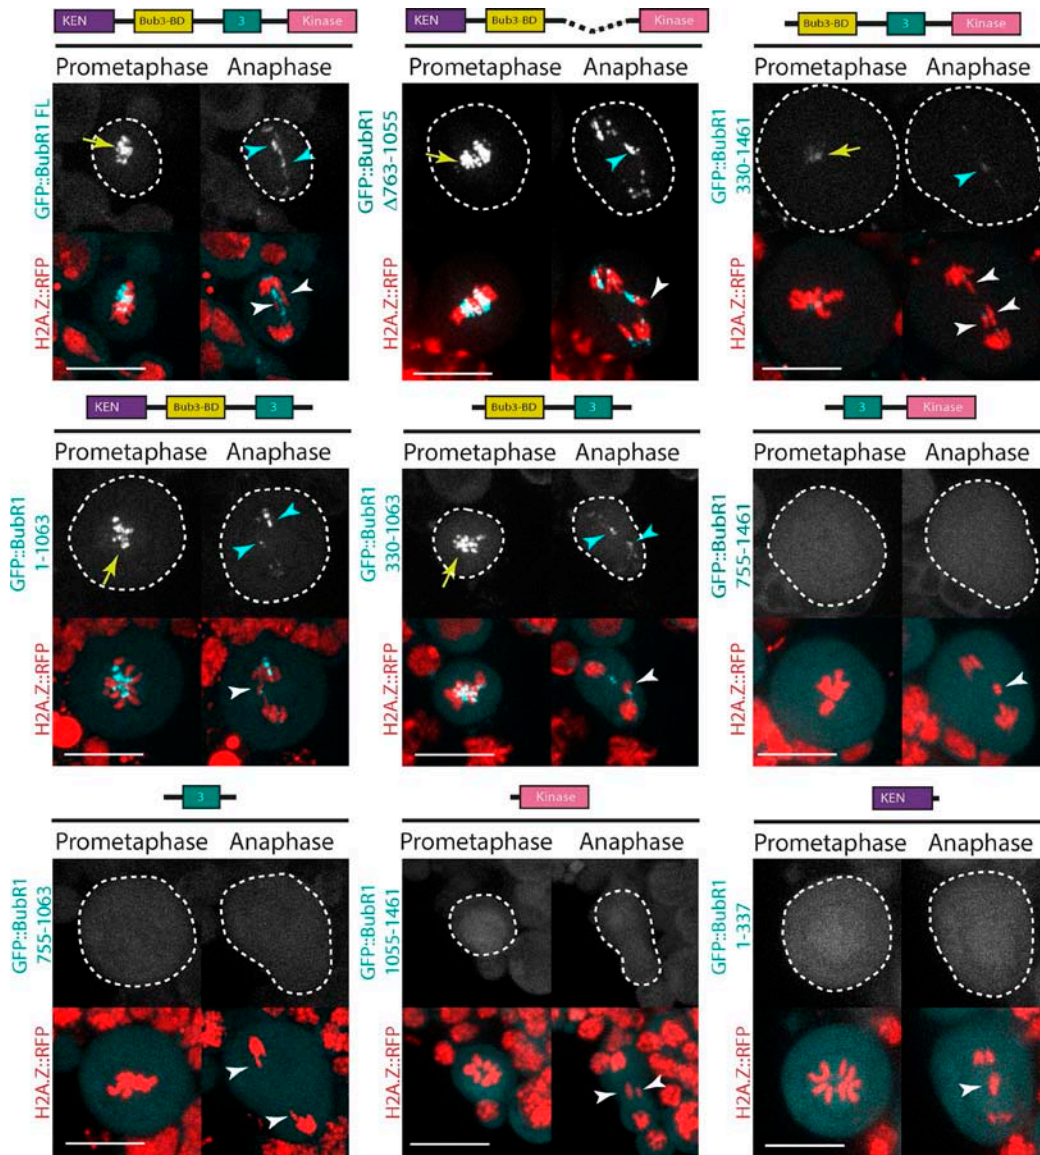 KEN Bub3-BD 3 Kinase
Prometaphase Anaphase
GFP::BubR1 FL
H2A.Z::RFP
KEN Bub3-BD Kinase
Prometaphase Anaphase
GFP::BubR1
Δ763-1055
H2A.Z::RFP
Bub3-BD 3 Kinase
Prometaphase Anaphase
GFP::BubR1
330-1461
H2A.Z::RFP
KEN Bub3-BD 3
Prometaphase Anaphase
GFP::BubR1
1-1063
H2A.Z::RFP
Bub3-BD 3
Prometaphase Anaphase
GFP::BubR1
330-1063
H2A.Z::RFP
3 Kinase
Prometaphase Anaphase
GFP::BubR1
755-1461
H2A.Z::RFP
3
Prometaphase Anaphase
GFP::BubR1
755-1063
H2A.Z::RFP
Kinase
Prometaphase Anaphase
GFP::BubR1
1055-1461
H2A.Z::RFP
KEN
Prometaphase Anaphase
GFP::BubR1
1-337
H2A.Z::RFP